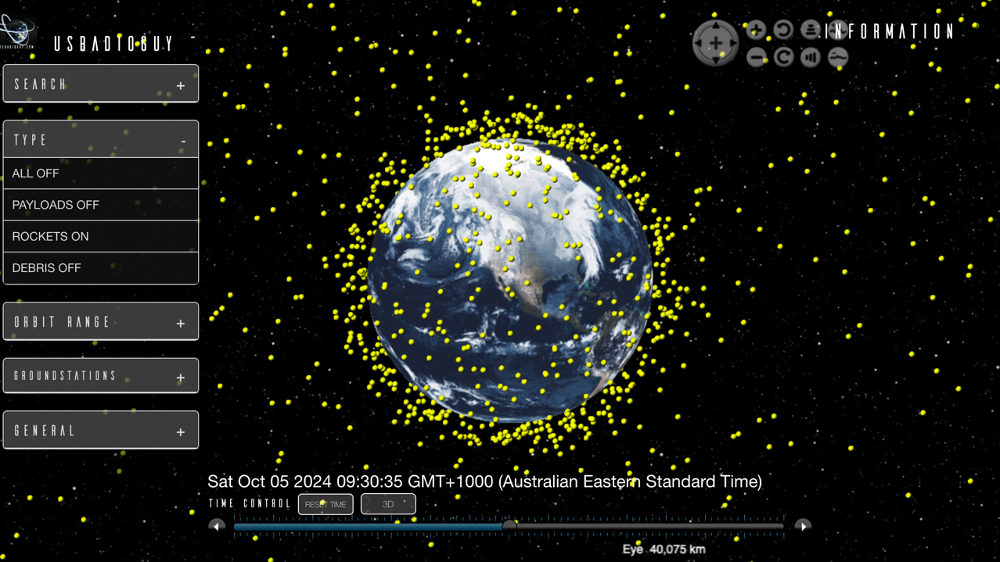 USRADIOGUY -
INFORMATION
SEARCH +
TYPE -
ALL OFF
PAYLOADS OFF
ROCKETS ON
DEBRIS OFF
ORBIT RANGE +
GROUNDSTATIONS +
GENERAL +
Sat Oct 05 2024 09:30:35 GMT+1000 (Australian Eastern Standard Time)
TIME CONTROL RESET TIME 3D
Eye 40,075 km